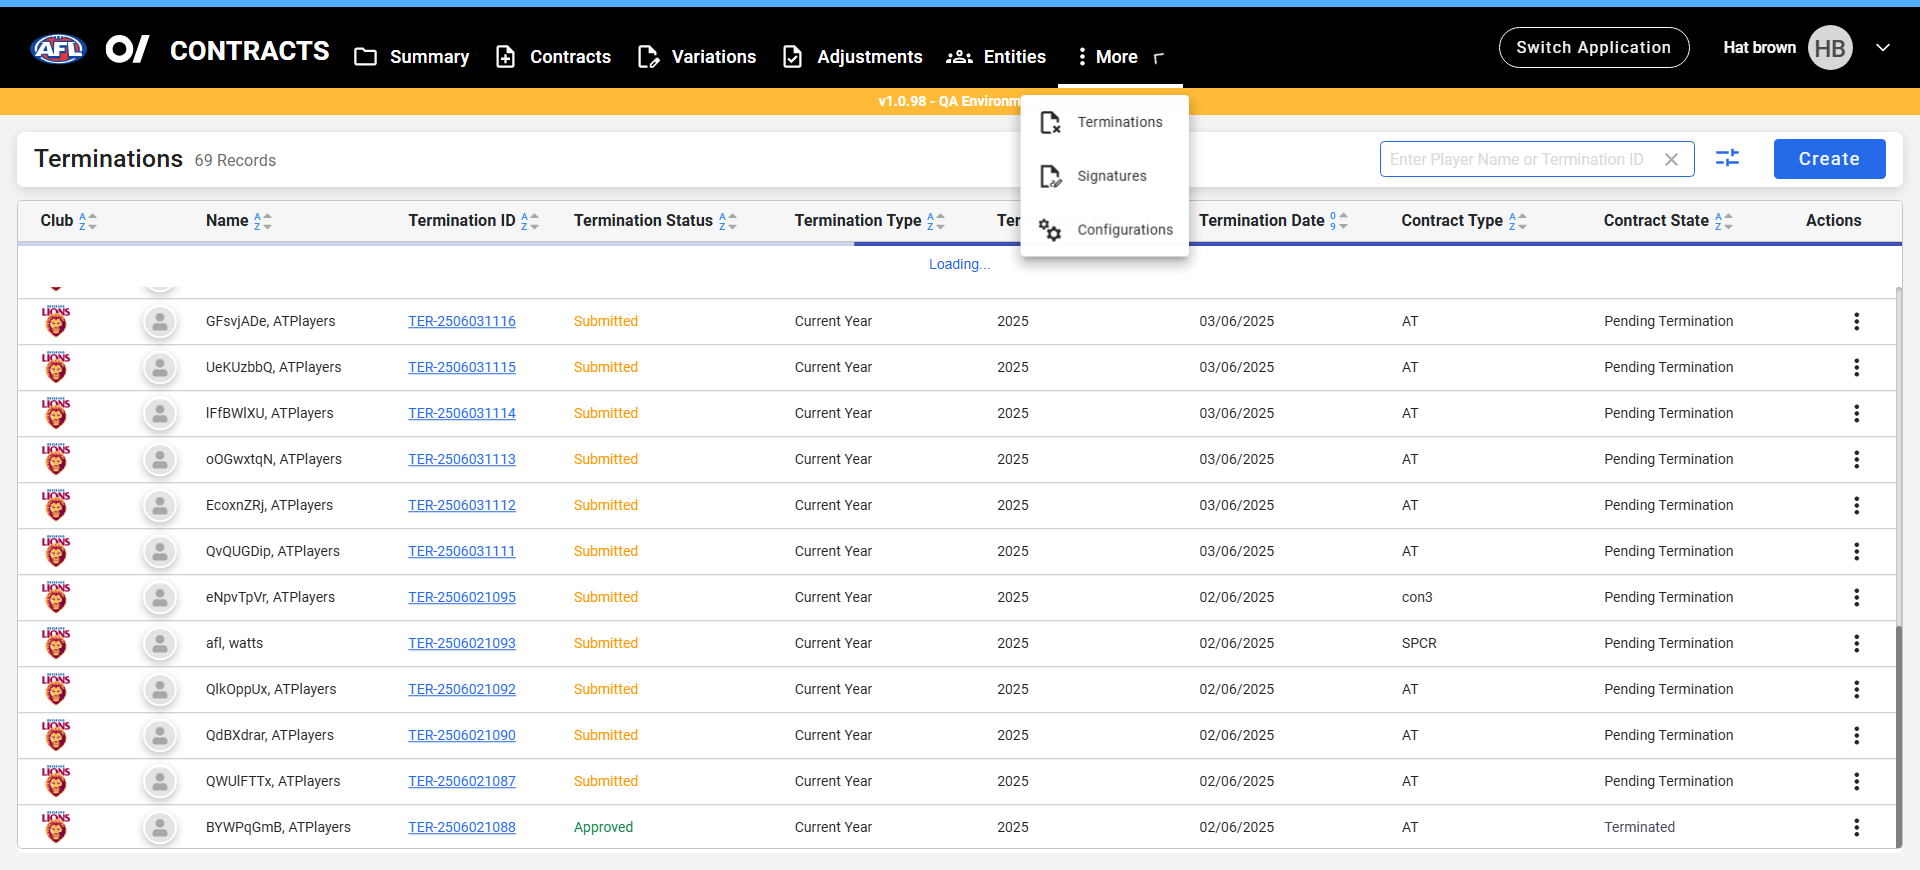 AFL CONTRACTS Summary Contracts Variations Adjustments Entities More Switch Application Hat brown HB
v1.0.98 - QA Environm
Terminations
Signatures
Configurations
Terminations 69 Records Enter Player Name or Termination ID Create
Club Name Termination ID Termination Status Termination Type Termination Date Contract Type Contract State Actions
Loading...
LIONS GFsvjADe, ATPlayers TER-2506031116 Submitted Current Year 2025 03/06/2025 AT Pending Termination
LIONS UeKUzbbQ, ATPlayers TER-2506031115 Submitted Current Year 2025 03/06/2025 AT Pending Termination
LIONS lFfBWlXU, ATPlayers TER-2506031114 Submitted Current Year 2025 03/06/2025 AT Pending Termination
LIONS oOGwxtqN, ATPlayers TER-2506031113 Submitted Current Year 2025 03/06/2025 AT Pending Termination
LIONS EcoxnZRj, ATPlayers TER-2506031112 Submitted Current Year 2025 03/06/2025 AT Pending Termination
LIONS QvQUGDip, ATPlayers TER-2506031111 Submitted Current Year 2025 03/06/2025 AT Pending Termination
LIONS eNpvTpVr, ATPlayers TER-2506021095 Submitted Current Year 2025 02/06/2025 con3 Pending Termination
LIONS afl, watts TER-2506021093 Submitted Current Year 2025 02/06/2025 SPCR Pending Termination
LIONS QlkOppUx, ATPlayers TER-2506021092 Submitted Current Year 2025 02/06/2025 AT Pending Termination
LIONS QdBXdrar, ATPlayers TER-2506021090 Submitted Current Year 2025 02/06/2025 AT Pending Termination
LIONS QWUlFTTx, ATPlayers TER-2506021087 Submitted Current Year 2025 02/06/2025 AT Pending Termination
LIONS BYWPqGmB, ATPlayers TER-2506021088 Approved Current Year 2025 02/06/2025 AT Terminated